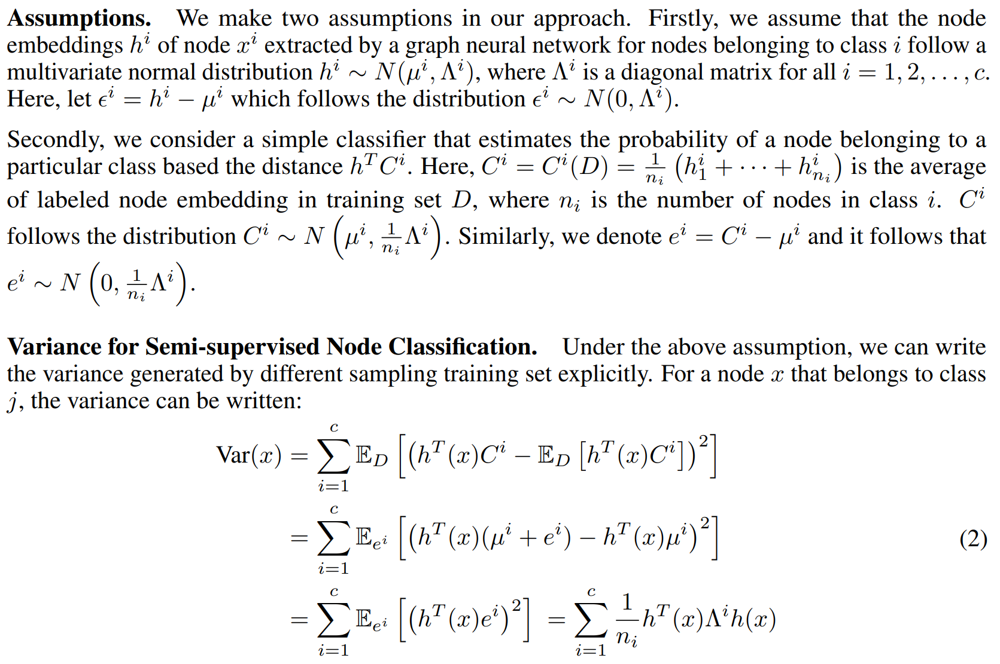 Assumptions. We make two assumptions in our approach. Firstly, we assume that the node
embeddings $h^i$ of node $x^i$ extracted by a graph neural network for nodes belonging to class $i$ follow a
multivariate normal distribution $h^i \sim N(\mu^i, \Lambda^i)$, where $\Lambda^i$ is a diagonal matrix for all $i = 1, 2, \ldots, c$.
Here, let $\epsilon^i = h^i - \mu^i$ which follows the distribution $\epsilon^i \sim N(0, \Lambda^i)$.
Secondly, we consider a simple classifier that estimates the probability of a node belonging to a
particular class based the distance $h^T C^i$. Here, $C^i = C^i(D) = \frac{1}{n_i} \left( h^i_1 + \cdots + h^i_{n_i} \right)$ is the average
of labeled node embedding in training set $D$, where $n_i$ is the number of nodes in class $i$. $C^i$
follows the distribution $C^i \sim N \left( \mu^i, \frac{1}{n_i} \Lambda^i \right)$. Similarly, we denote $e^i = C^i - \mu^i$ and it follows that
$e^i \sim N \left( 0, \frac{1}{n_i} \Lambda^i \right)$.
Variance for Semi-supervised Node Classification. Under the above assumption, we can write
the variance generated by different sampling training set explicitly. For a node $x$ that belongs to class
$j$, the variance can be written:
$\text{Var}(x) = \sum_{i=1}^{c} \mathbb{E}_D \left[ \left( h^T(x) C^i - \mathbb{E}_D \left[ h^T(x) C^i \right] \right)^2 \right]$
$= \sum_{i=1}^{c} \mathbb{E}_{e^i} \left[ \left( h^T(x)(\mu^i + e^i) - h^T(x)\mu^i \right)^2 \right]$ (2)
$= \sum_{i=1}^{c} \mathbb{E}_{e^i} \left[ \left( h^T(x) e^i \right)^2 \right] = \sum_{i=1}^{c} \frac{1}{n_i} h^T(x) \Lambda^i h(x)$